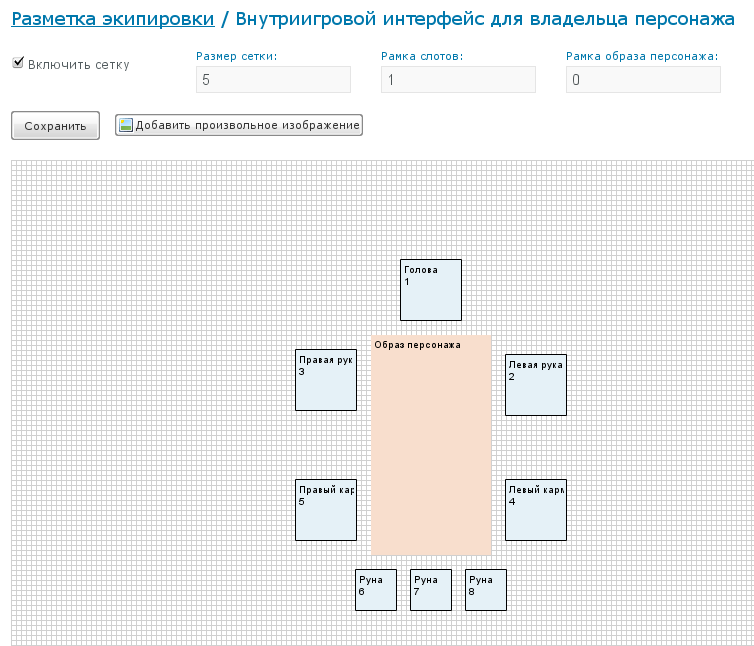 Разметка экипировки / Внутриигровой интерфейс для владельца персонажа
Включить сетку
Размер сетки:
5
Рамка слотов:
1
Рамка образа персонажа:
0
Сохранить
Добавить произвольное изображение
Голова
1
Образ персонажа
Правая рук
3
Левая рука
2
Правый кар
5
Левый карм
4
Руна
6
Руна
7
Руна
8